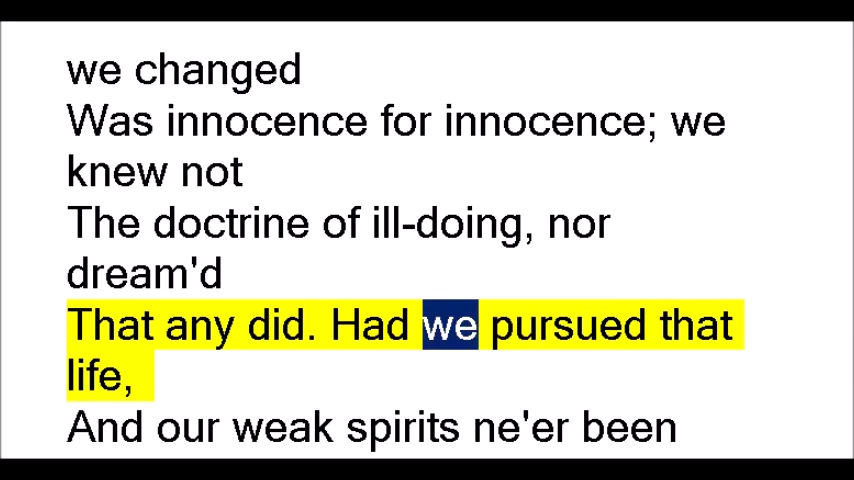 we changed
Was innocence for innocence; we
knew not
The doctrine of ill-doing, nor
dream'd
That any did. Had we pursued that
life,
And our weak spirits ne'er been